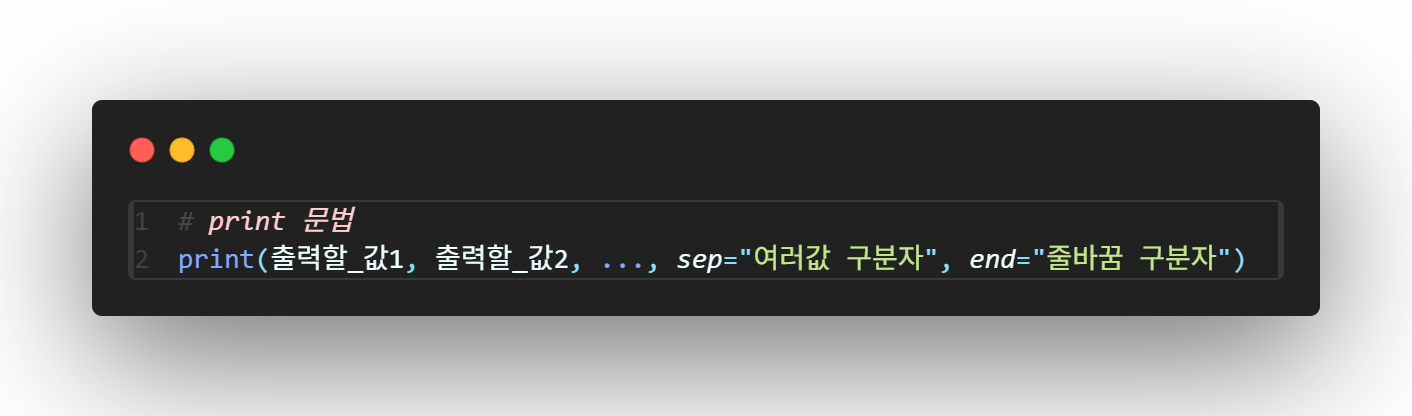 1 # print 문법
2 print(출력할_값1, 출력할_값2, ..., sep="여러값 구분자", end="줄바꿈 구분자")